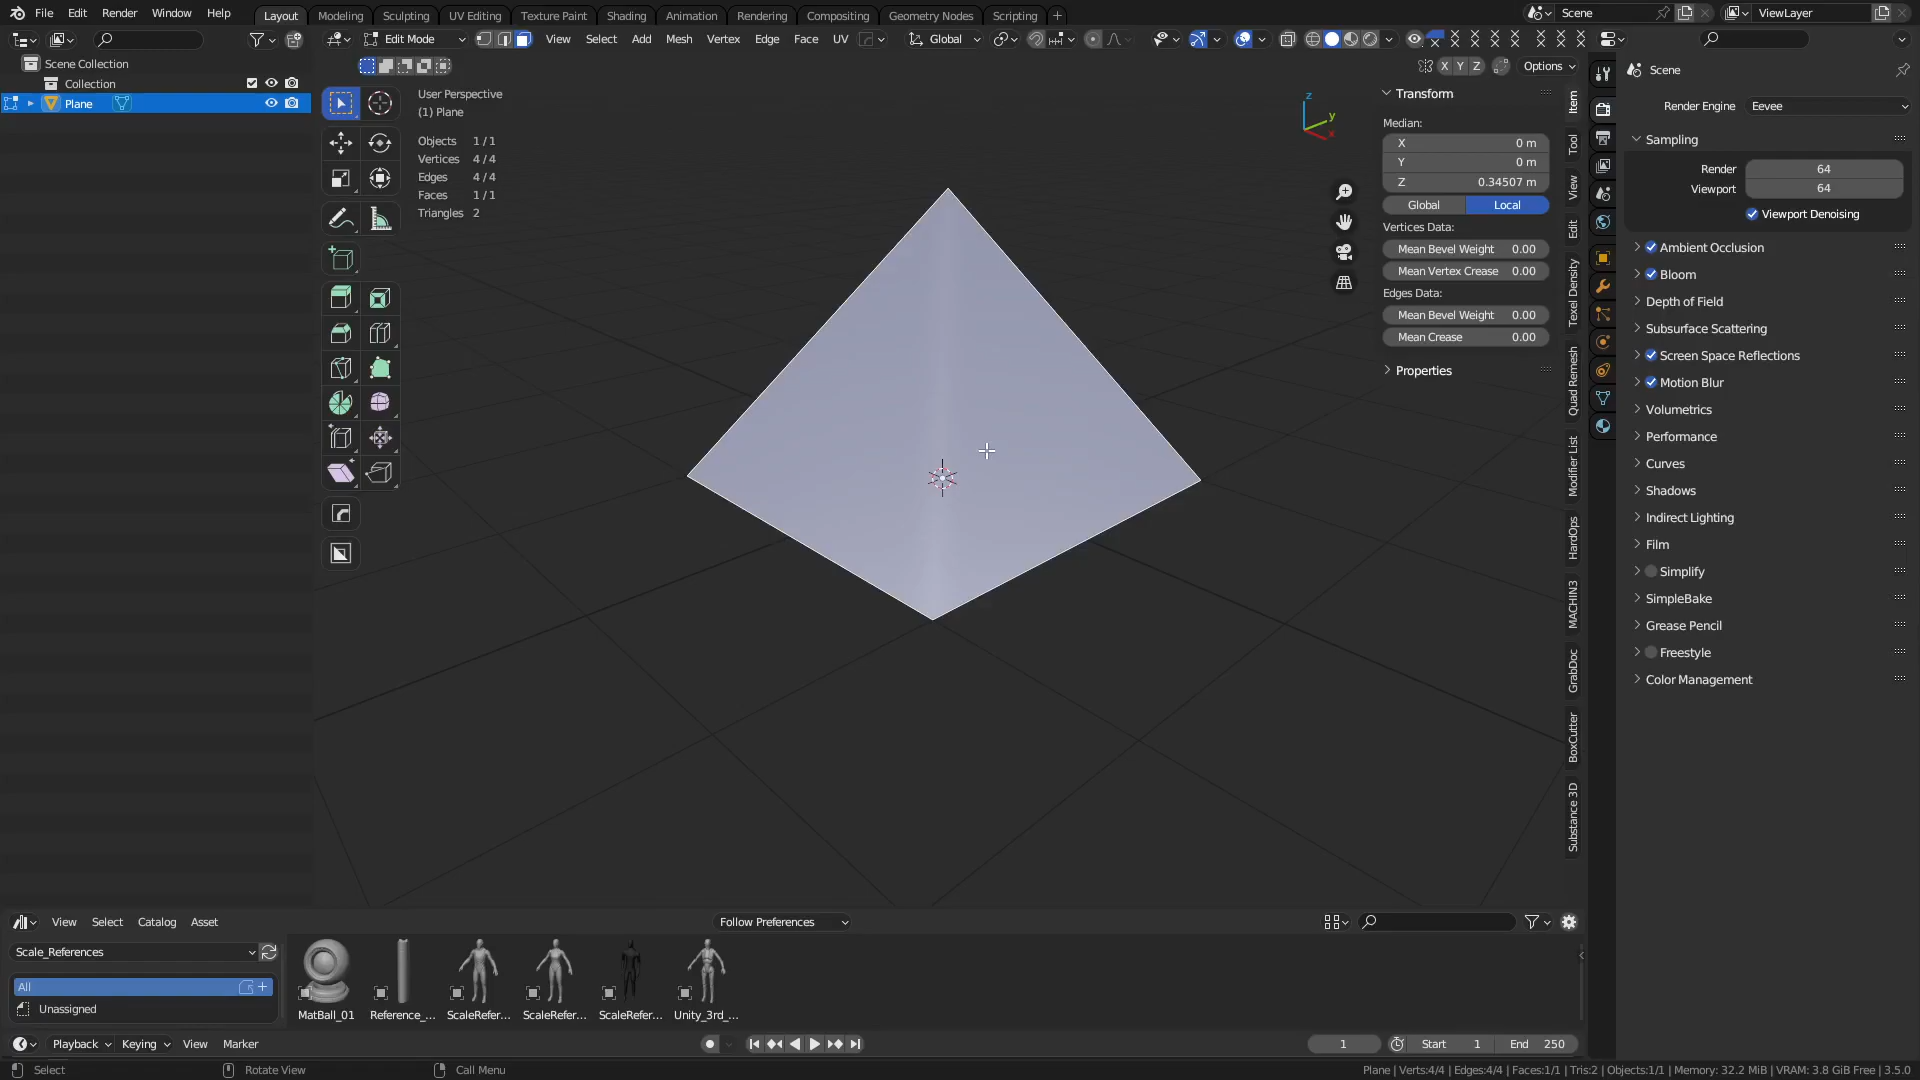 File Edit Render Window Help Layout Modeling Sculpting UV Editing Texture Paint Shading Animation Rendering Compositing Geometry Nodes Scripting + Scene ViewLayer
Edit Mode View Select Add Mesh Vertex Edge Face UV Global
X Y Z Options
Scene Collection
Collection
Plane
User Perspective
(1) Plane
Objects 1/1
Vertices 4/4
Edges 4/4
Faces 1/1
Triangles 2
z
y
x
Transform
Median:
X 0 m
Y 0 m
Z 0.34507 m
Global Local
Vertices Data:
Mean Bevel Weight 0.00
Mean Vertex Crease 0.00
Edges Data:
Mean Bevel Weight 0.00
Mean Crease 0.00
Properties
Item
Tool
View
Edit
Texel Density
Quad Remesh
Modifier List
HardOps
MACHIN3
GrabDoc
BoxCutter
Substance 3D
Scene
Render Engine Eevee
Sampling
Render 64
Viewport 64
Viewport Denoising
Ambient Occlusion
Bloom
Depth of Field
Subsurface Scattering
Screen Space Reflections
Motion Blur
Volumetrics
Performance
Curves
Shadows
Indirect Lighting
Film
Simplify
SimpleBake
Grease Pencil
Freestyle
Color Management
View Select Catalog Asset Follow Preferences
Scale_References
All
Unassigned
MatBall_01 Reference_... ScaleRefer... ScaleRefer... ScaleRefer... Unity_3rd_...
Playback Keying View Marker 1 Start 1 End 250
Select Rotate View Call Menu Plane | Verts:4/4 | Edges:4/4 | Faces:1/1 | Tris:2 | Objects:1/1 | Memory: 32.2 MiB | VRAM: 3.8 GiB Free | 3.5.0